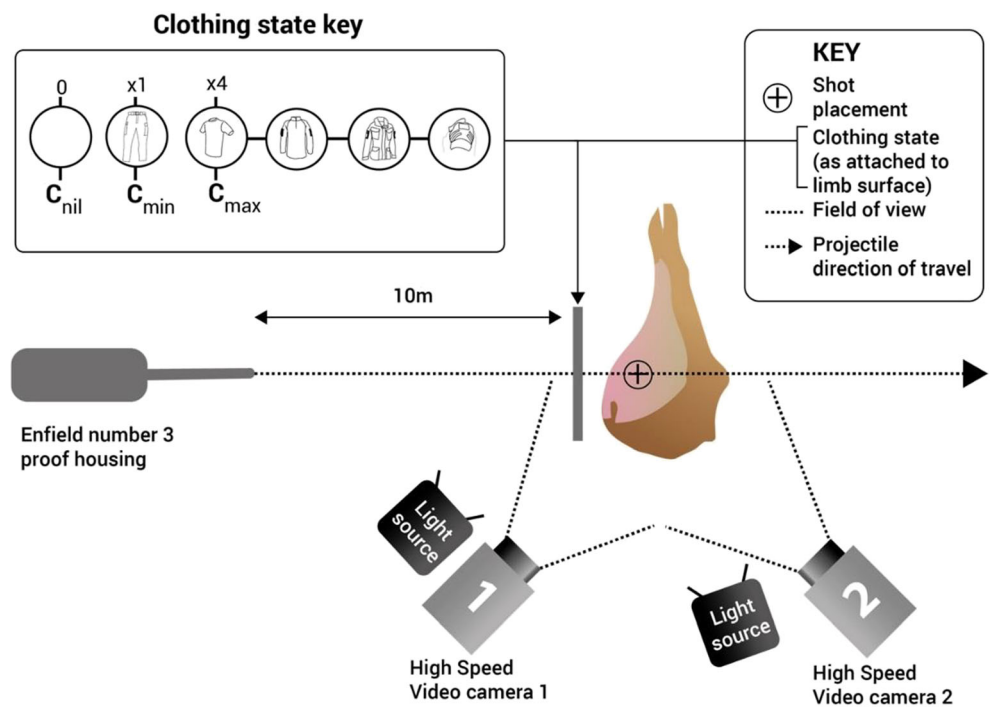 Clothing state key
0
x1
x4
C nil
C min
C max
KEY
Shot
placement
Clothing state
(as attached to
limb surface)
Field of view
Projectile
direction of travel
10m
Enfield number 3
proof housing
Light
source
1
High Speed
Video camera 1
Light
source
2
High Speed
Video camera 2